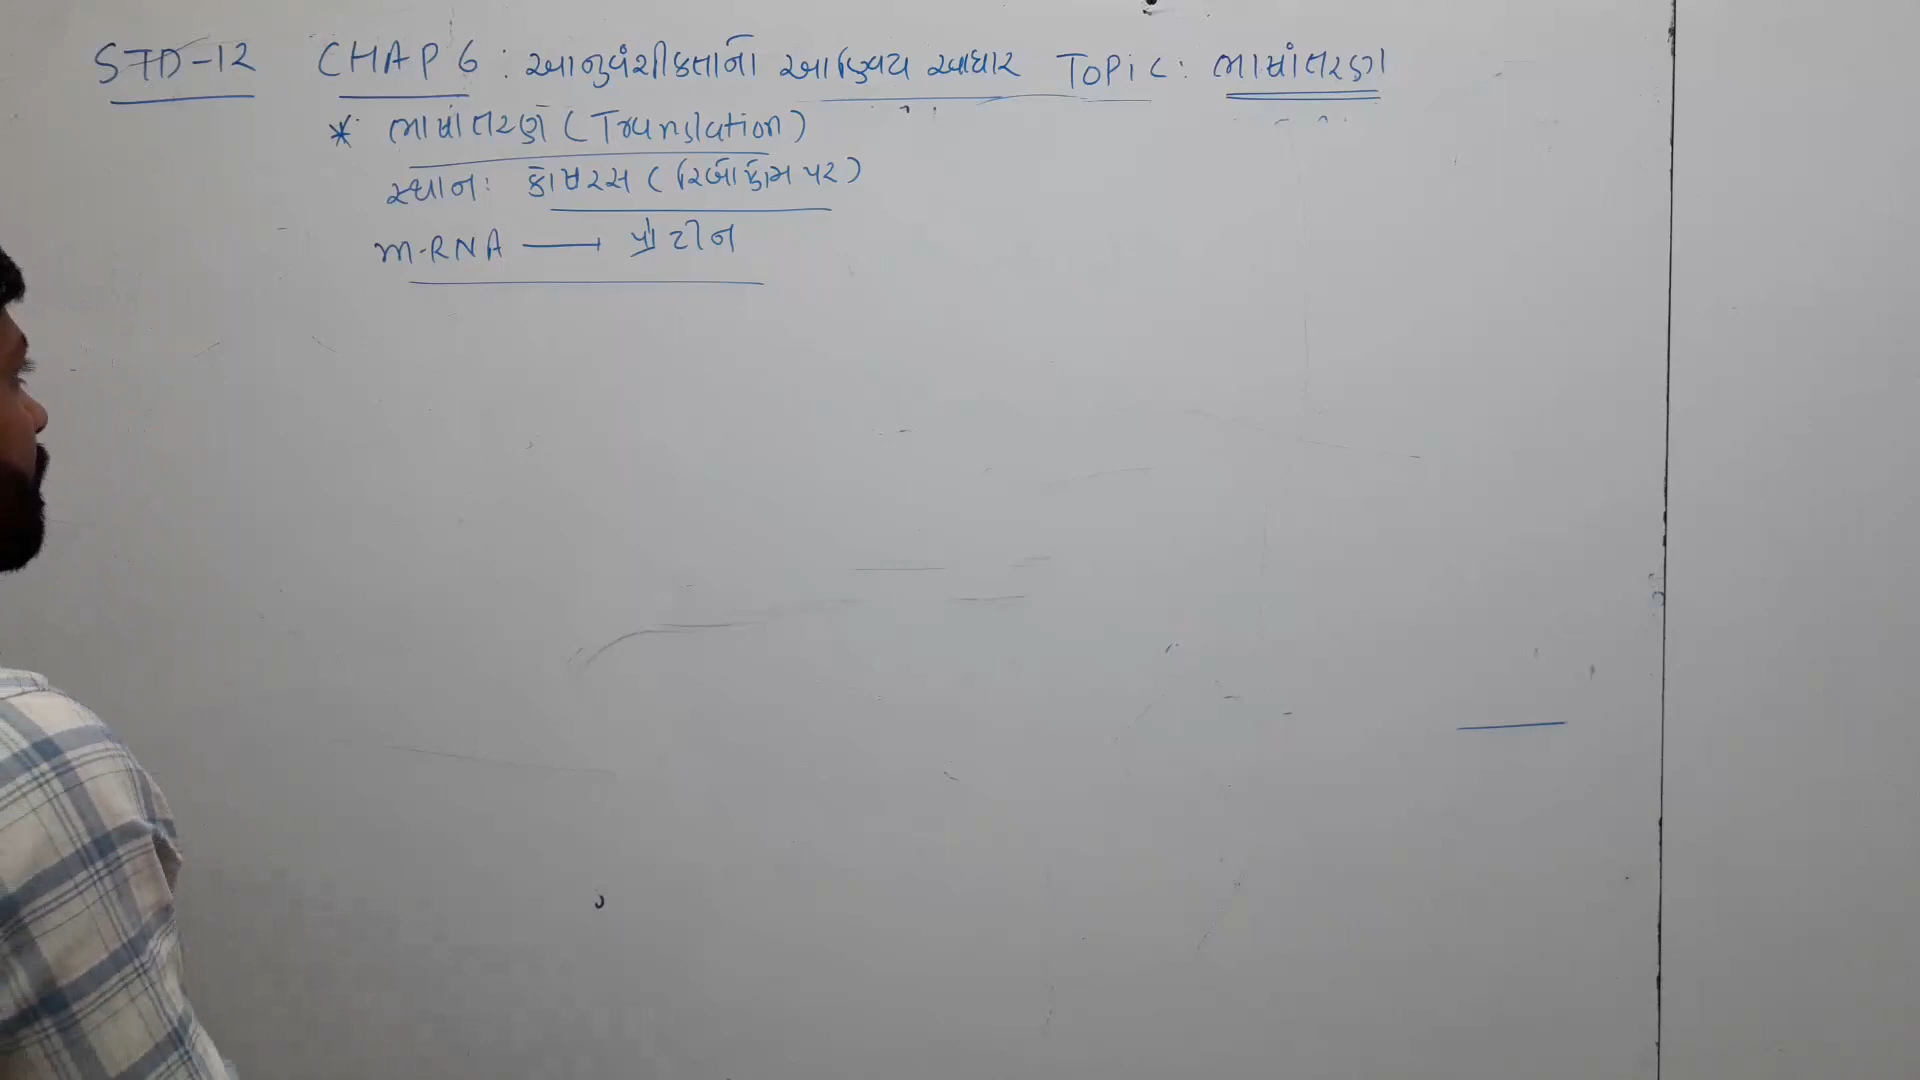 STD-12 CHAP 6 : આનુવંશીકતાનો આણ્વિય આધાર TOPIC : ભાષાંતરણ
* ભાષાંતરણ (Translation)
સ્થાન: કોષરસ ( રિબોઝોમ પર )
m-RNA → પ્રોટીન